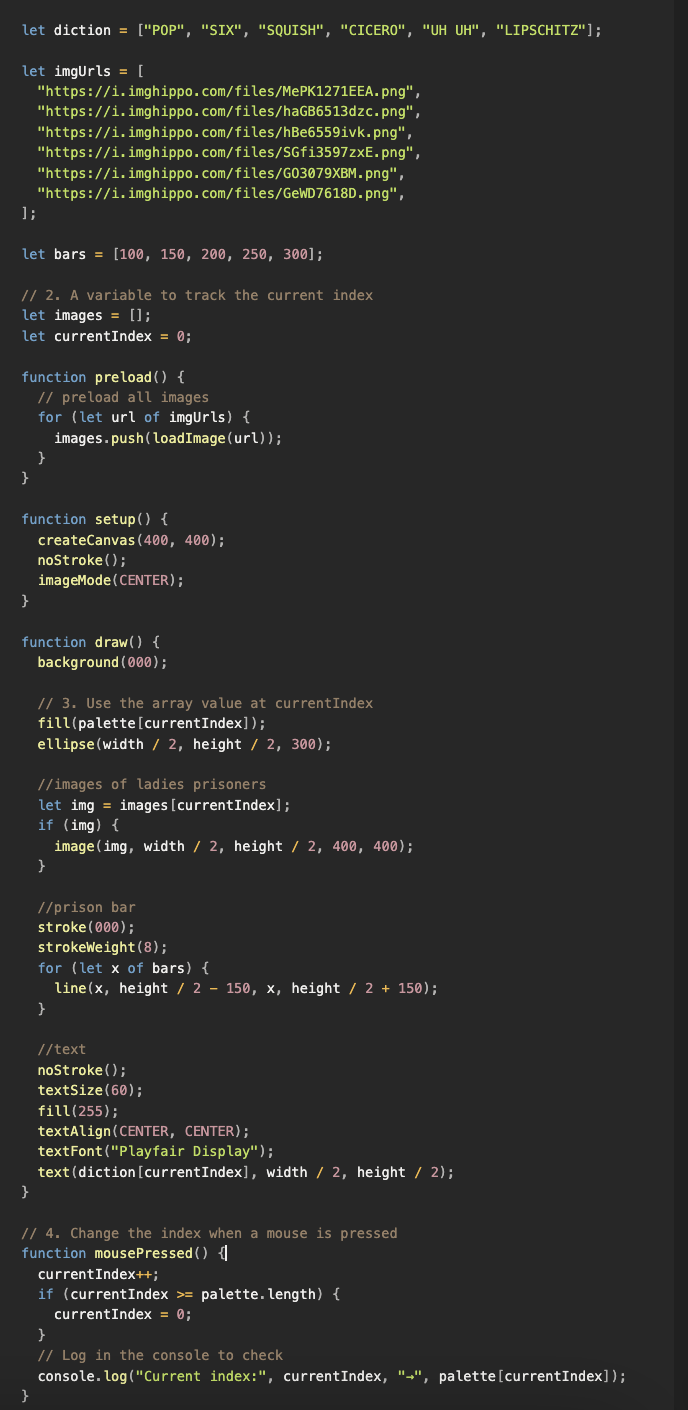 let diction = ["POP", "SIX", "SQUISH", "CICERO", "UH UH", "LIPSCHITZ"];
let imgUrls = [
"https://i.imghippo.com/files/MePK1271EEA.png",
"https://i.imghippo.com/files/haGB6513dzc.png",
"https://i.imghippo.com/files/hBe6559ivk.png",
"https://i.imghippo.com/files/SGfi3597zxE.png",
"https://i.imghippo.com/files/GO3079XBM.png",
"https://i.imghippo.com/files/GeWD7618D.png",
];
let bars = [100, 150, 200, 250, 300];
// 2. A variable to track the current index
let images = [];
let currentIndex = 0;
function preload() {
// preload all images
for (let url of imgUrls) {
images.push(loadImage(url));
}
}
function setup() {
createCanvas(400, 400);
noStroke();
imageMode(CENTER);
}
function draw() {
background(000);
// 3. Use the array value at currentIndex
fill(palette[currentIndex]);
ellipse(width / 2, height / 2, 300);
//images of ladies prisoners
let img = images[currentIndex];
if (img) {
image(img, width / 2, height / 2, 400, 400);
}
//prison bar
stroke(000);
strokeWeight(8);
for (let x of bars) {
line(x, height / 2 - 150, x, height / 2 + 150);
}
//text
noStroke();
textSize(60);
fill(255);
textAlign(CENTER, CENTER);
textFont("Playfair Display");
text(diction[currentIndex], width / 2, height / 2);
}
// 4. Change the index when a mouse is pressed
function mousePressed() {
currentIndex++;
if (currentIndex >= palette.length) {
currentIndex = 0;
}
// Log in the console to check
console.log("Current index:", currentIndex, "→", palette[currentIndex]);
}